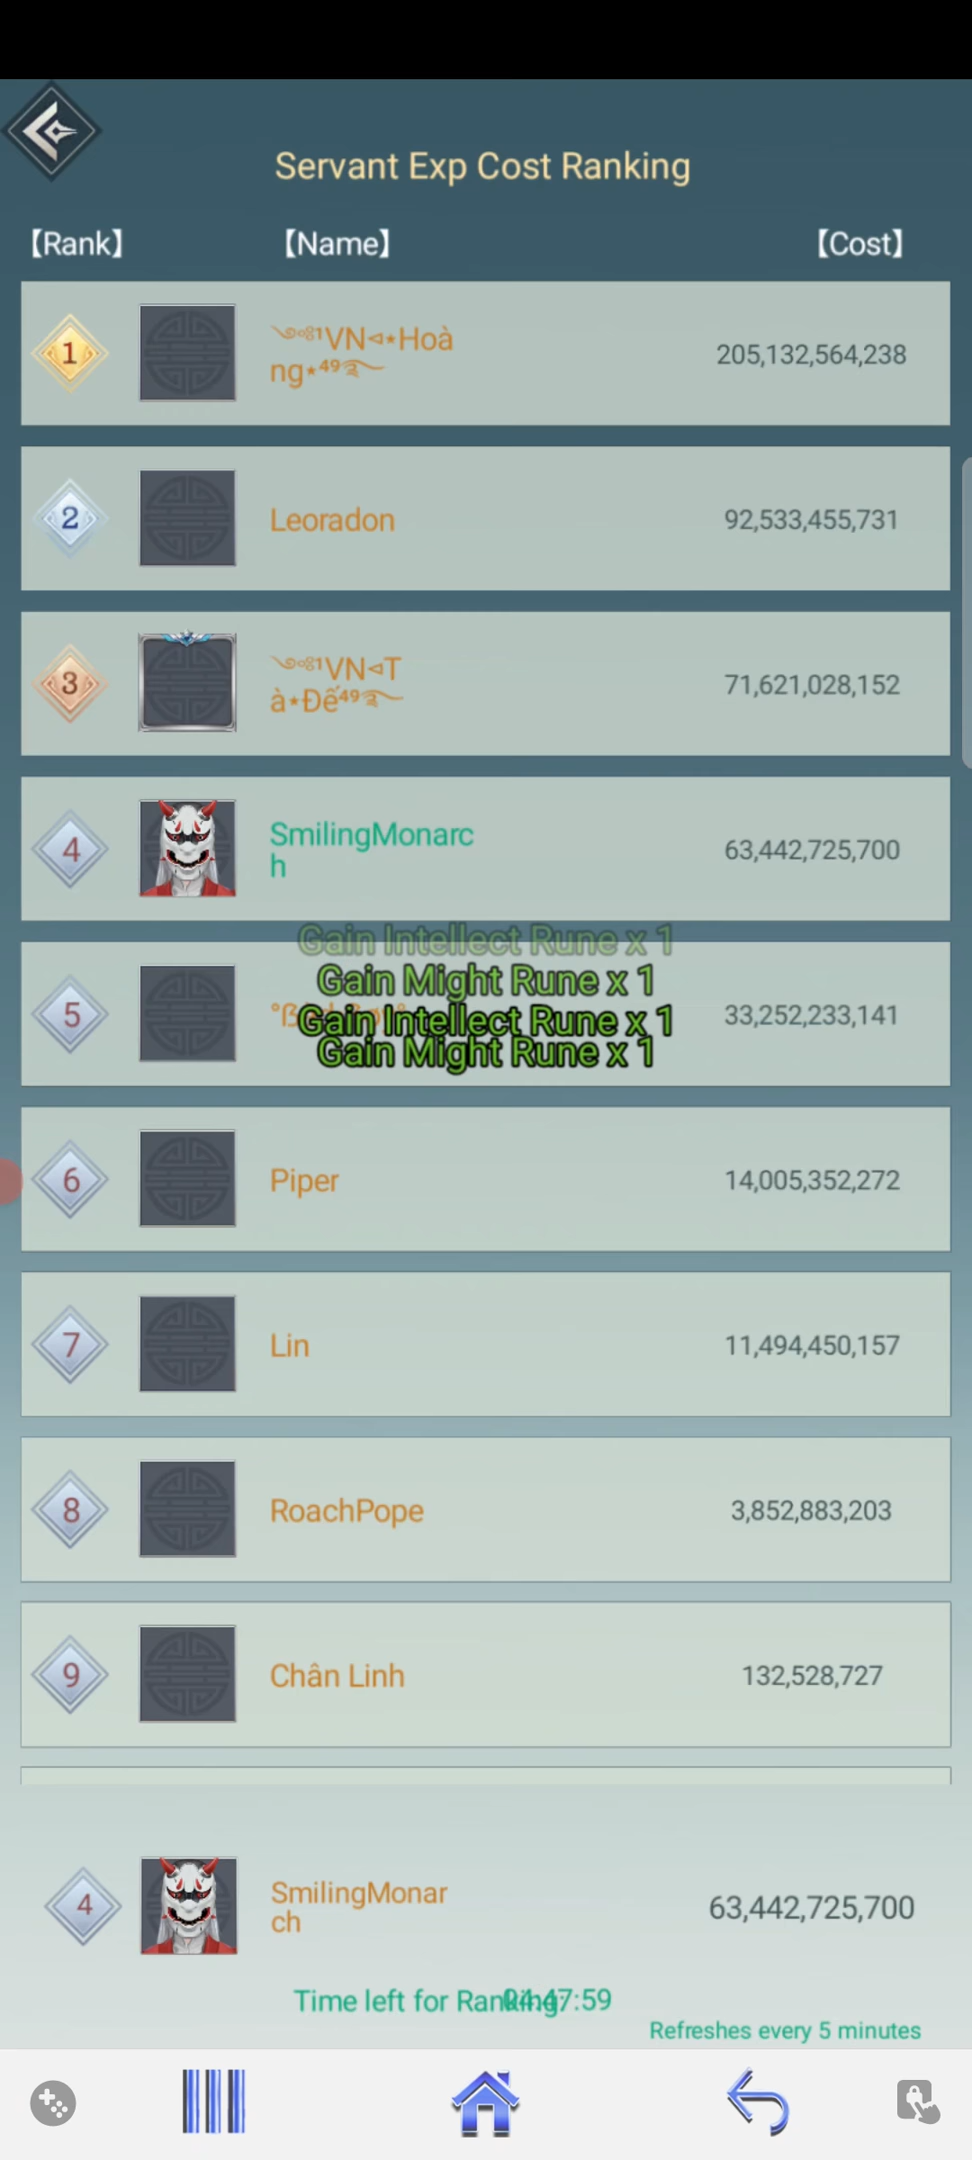 Servant Exp Cost Ranking
【Rank】 【Name】 【Cost】
1 VN⊲⋆Hoà
ng⋆⁴⁹ 205,132,564,238
2 Leoradon 92,533,455,731
3 VN⊲T
à⋆Đế⁴⁹ 71,621,028,152
4 SmilingMonarc
h 63,442,725,700
Gain Intellect Rune x 1
Gain Might Rune x 1
5 33,252,233,141
Gain Intellect Rune x 1
Gain Might Rune x 1
6 Piper 14,005,352,272
7 Lin 11,494,450,157
8 RoachPope 3,852,883,203
9 Chân Linh 132,528,727
4 SmilingMonar
ch 63,442,725,700
Time left for Ranking: 04:47:59
Refreshes every 5 minutes